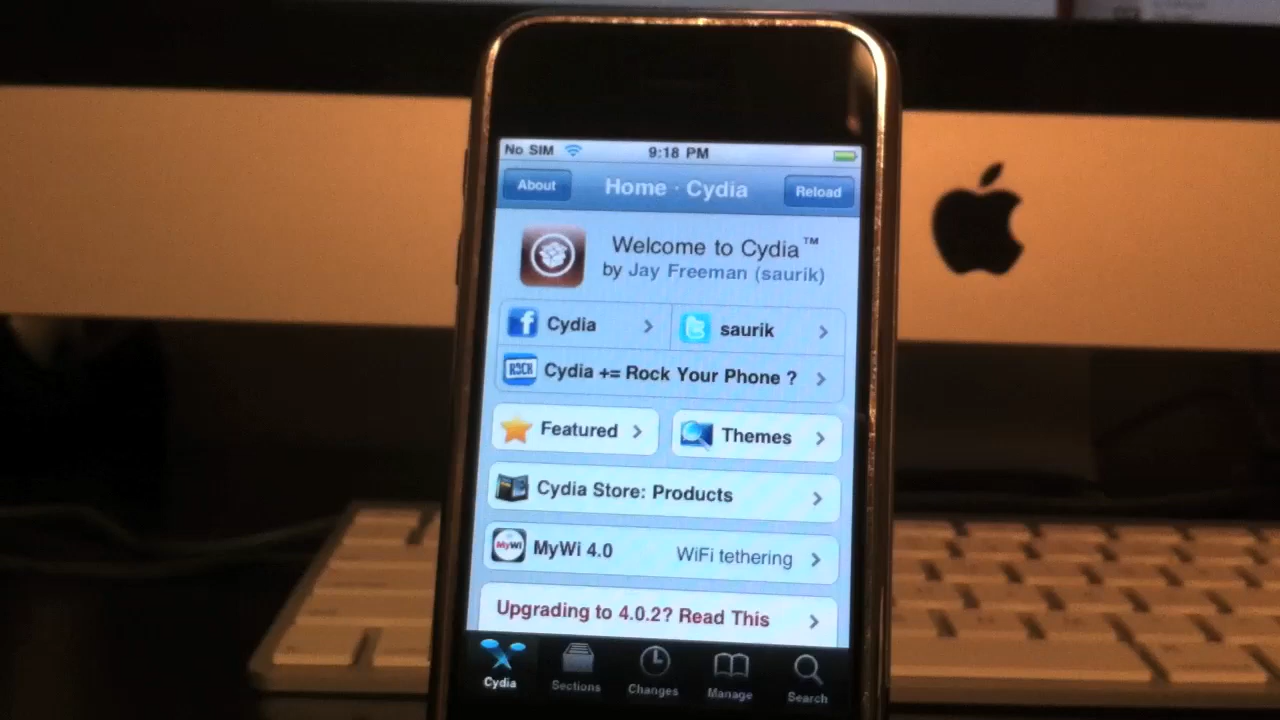 No SIM 9:18 PM
About Home · Cydia Reload
Welcome to Cydia™
by Jay Freeman (saurik)
f Cydia t saurik
ROCK Cydia += Rock Your Phone ?
Featured Themes
Cydia Store: Products
MyWi MyWi 4.0 WiFi tethering
Upgrading to 4.0.2? Read This
Cydia Sections Changes Manage Search